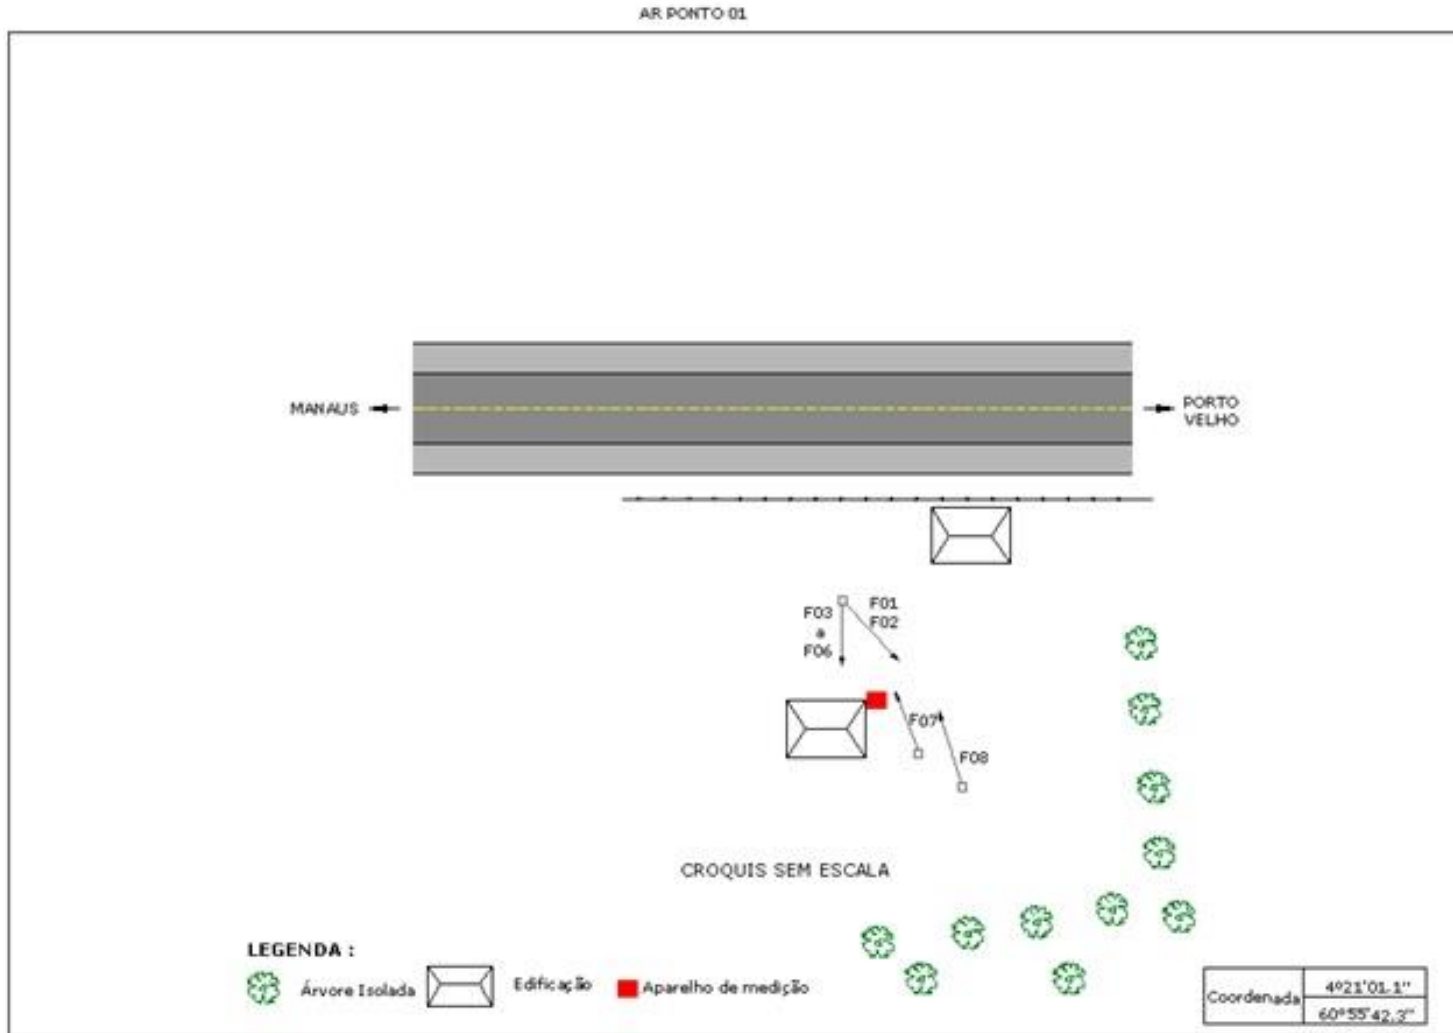 AR PONTO 01
MANAUS
PORTO
VELHO
F03
a
F06
F01
F02
F07
F08
CROQUIS SEM ESCALA
LEGENDA :
Árvore Isolada
Edificação
Aparelho de medição
Coordenada
4º21'01.1"
60º55'42.3"